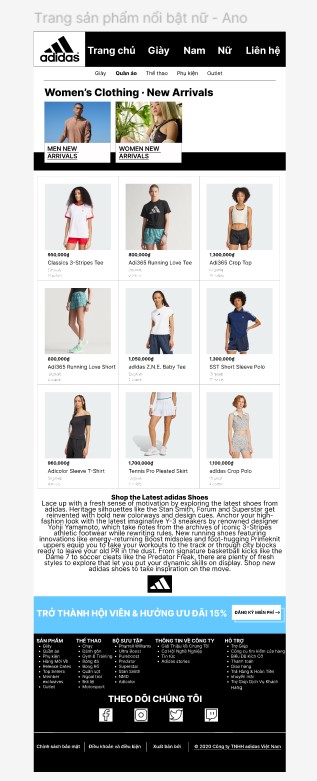 Trang sản phẩm nổi bật nữ - Ano
adidas
Trang chủ Giày Nam Nữ Liên hệ
Giày Quần áo Thể thao Phụ kiện Outlet
Women's Clothing · New Arrivals
MEN NEW
ARRIVALS
WOMEN NEW
ARRIVALS
950,000₫
Classics 3-Stripes Tee
800,000₫
Adi365 Running Love Tee
1,300,000₫
Adi365 Crop Top
800,000₫
Adi365 Running Love Short
1,050,000₫
adidas Z.N.E. Baby Tee
1,300,000₫
SST Short Sleeve Polo
960,000₫
Adicolor Sleeve T-Shirt
1,700,000₫
Tennis Pro Pleated Skirt
1,100,000₫
adidas Crop Polo
Shop the Latest adidas Shoes
Lace up with a fresh sense of motivation by exploring the latest shoes from
adidas. Heritage silhouettes like the Stan Smith, Forum and Superstar get
reinvented with bold new colorways and design cues. Anchor your high-
fashion look with the latest imaginative Y-3 sneakers by renowned designer
Yohji Yamamoto, which take notes from the archives of iconic 3-Stripes
athletic footwear while rewriting rules. New running shoes featuring
innovations like energy-returning Boost midsoles and foot-hugging Primeknit
uppers equip you to take your workouts to the track or through city blocks
ready to leave your old PR in the dust. From signature basketball kicks like the
Dame 7 to soccer cleats like the Predator Freak, there are plenty of fresh
styles to explore that let you put your dynamic skills on display. Shop new
adidas shoes to take inspiration on the move.
TRỞ THÀNH HỘI VIÊN & HƯỞNG ƯU ĐÃI 15%
ĐĂNG KÝ MIỄN PHÍ
SẢN PHẨM
Giày
Quần áo
Phụ kiện
Hàng Mới Về
Release Dates
Top Sellers
Member
exclusives
Outlet
THỂ THAO
Chạy
Đánh gôn
Gym & Training
Bóng đá
Bóng Rổ
Quần vợt
Ngoài trời
Bơi lội
Motorsport
BỘ SƯU TẬP
Pharrell Williams
Ultra Boost
Pureboost
Predator
Superstar
Stan Smith
NMD
Adicolor
THÔNG TIN VỀ CÔNG TY
Giới Thiệu Về Chúng Tôi
Cơ Hội Nghề Nghiệp
Tin tức
Adidas stories
HỖ TRỢ
Trợ Giúp
Công cụ tìm kiếm cửa hàng
Biểu Đồ Kích Cỡ
Thanh toán
Giao hàng
Trả Hàng & Hoàn Tiền
khuyến mãi
Trợ Giúp Dịch Vụ Khách
Hàng
THEO DÕI CHÚNG TÔI
Chính sách bảo mật Điều khoản và điều kiện Xuất bản bởi © 2020 Công ty TNHH adidas Việt Nam